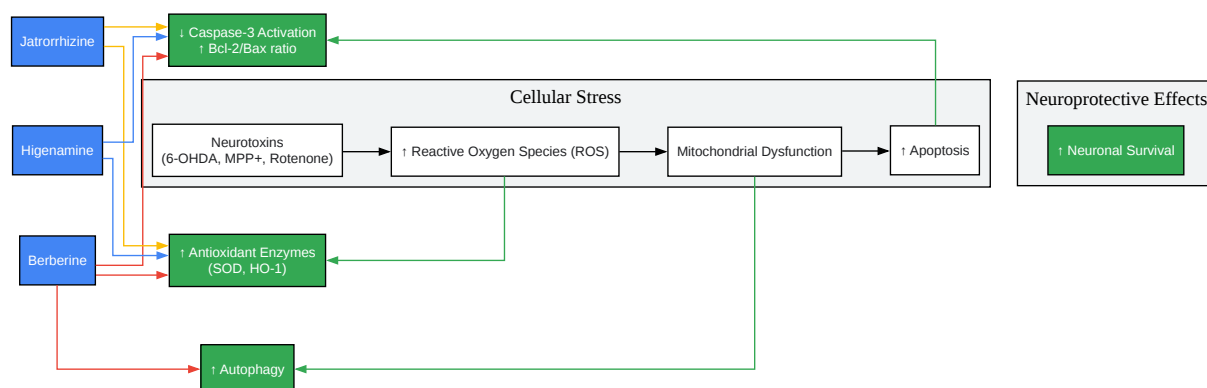 Jatrorrhizine
↓ Caspase-3 Activation
↑ Bcl-2/Bax ratio
Cellular Stress
Neuroprotective Effects
Higenamine
Neurotoxins
(6-OHDA, MPP+, Rotenone)
↑ Reactive Oxygen Species (ROS)
Mitochondrial Dysfunction
↑ Apoptosis
↑ Neuronal Survival
Berberine
↑ Antioxidant Enzymes
(SOD, HO-1)
↑ Autophagy